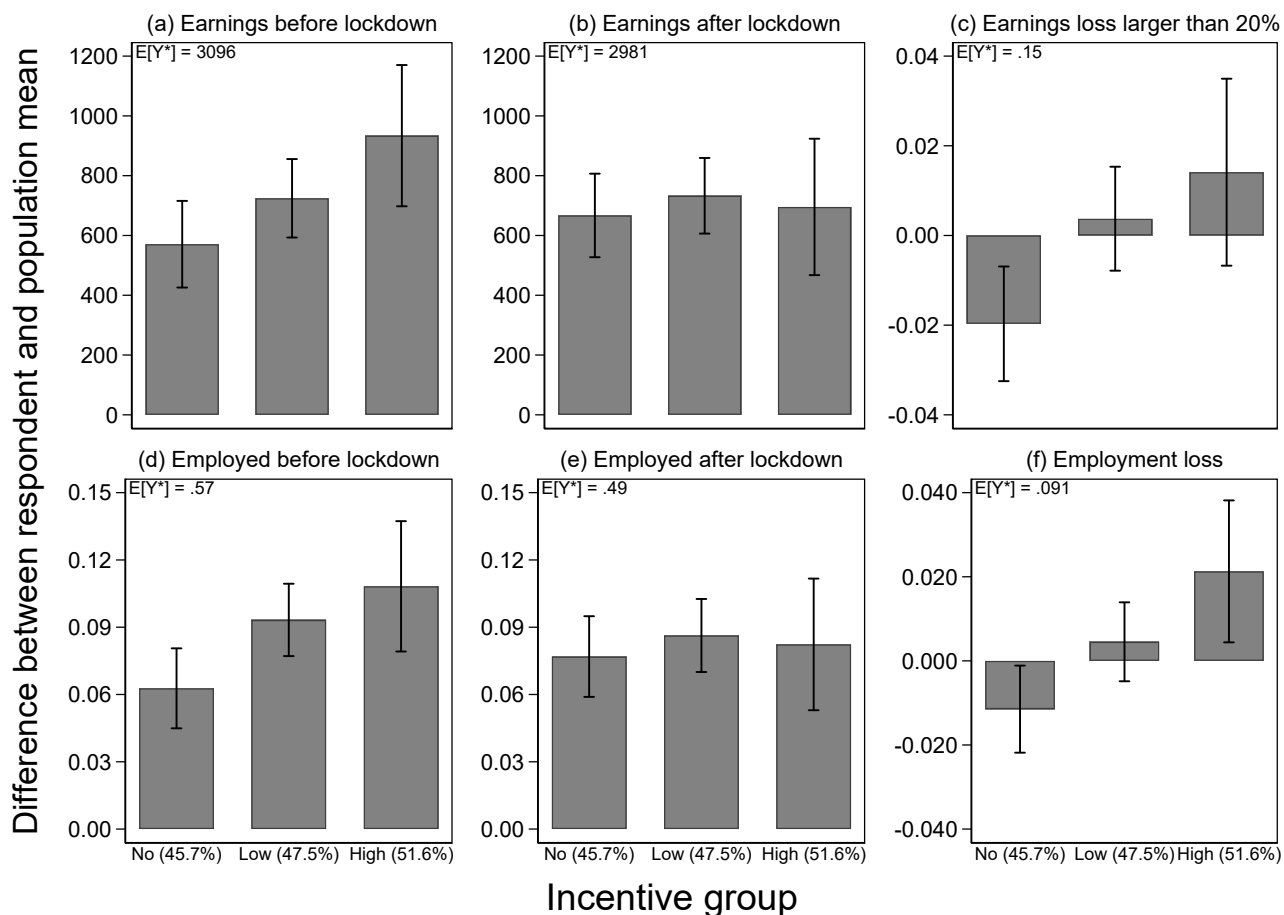 Difference between respondent and population mean
(a) Earnings before lockdown
E[Y*] = 3096
1200
1000
800
600
400
200
0
(b) Earnings after lockdown
E[Y*] = 2981
1200
1000
800
600
400
200
0
(c) Earnings loss larger than 20%
E[Y*] = .15
0.04
0.02
0.00
-0.02
-0.04
(d) Employed before lockdown
E[Y*] = .57
0.15
0.12
0.09
0.06
0.03
0.00
No (45.7%) Low (47.5%) High (51.6%)
(e) Employed after lockdown
E[Y*] = .49
0.15
0.12
0.09
0.06
0.03
0.00
No (45.7%) Low (47.5%) High (51.6%)
(f) Employment loss
E[Y*] = .091
0.040
0.020
0.000
-0.020
-0.040
No (45.7%) Low (47.5%) High (51.6%)
Incentive group